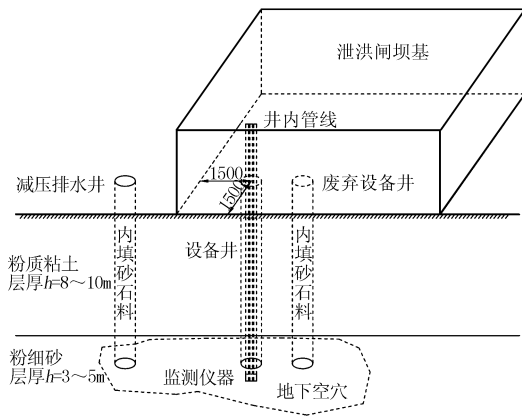 泄洪闸坝基
井内管线
减压排水井
1500
1500
废弃设备井
设备井
内填砂石料
内填砂石料
粉质粘土
层厚h=8～10m
粉细砂
层厚h=3～5m
监测仪器
地下空穴